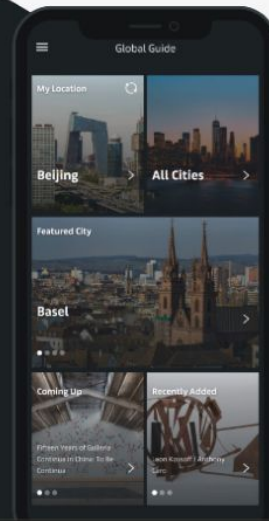 Global Guide
My Location
Beijing
All Cities
Featured City
Basel
Coming Up
Recently Added
Fifteen Years of Galleria
Continua in China: To Be
Continua
Leon Kossoff | Anthony
Caro